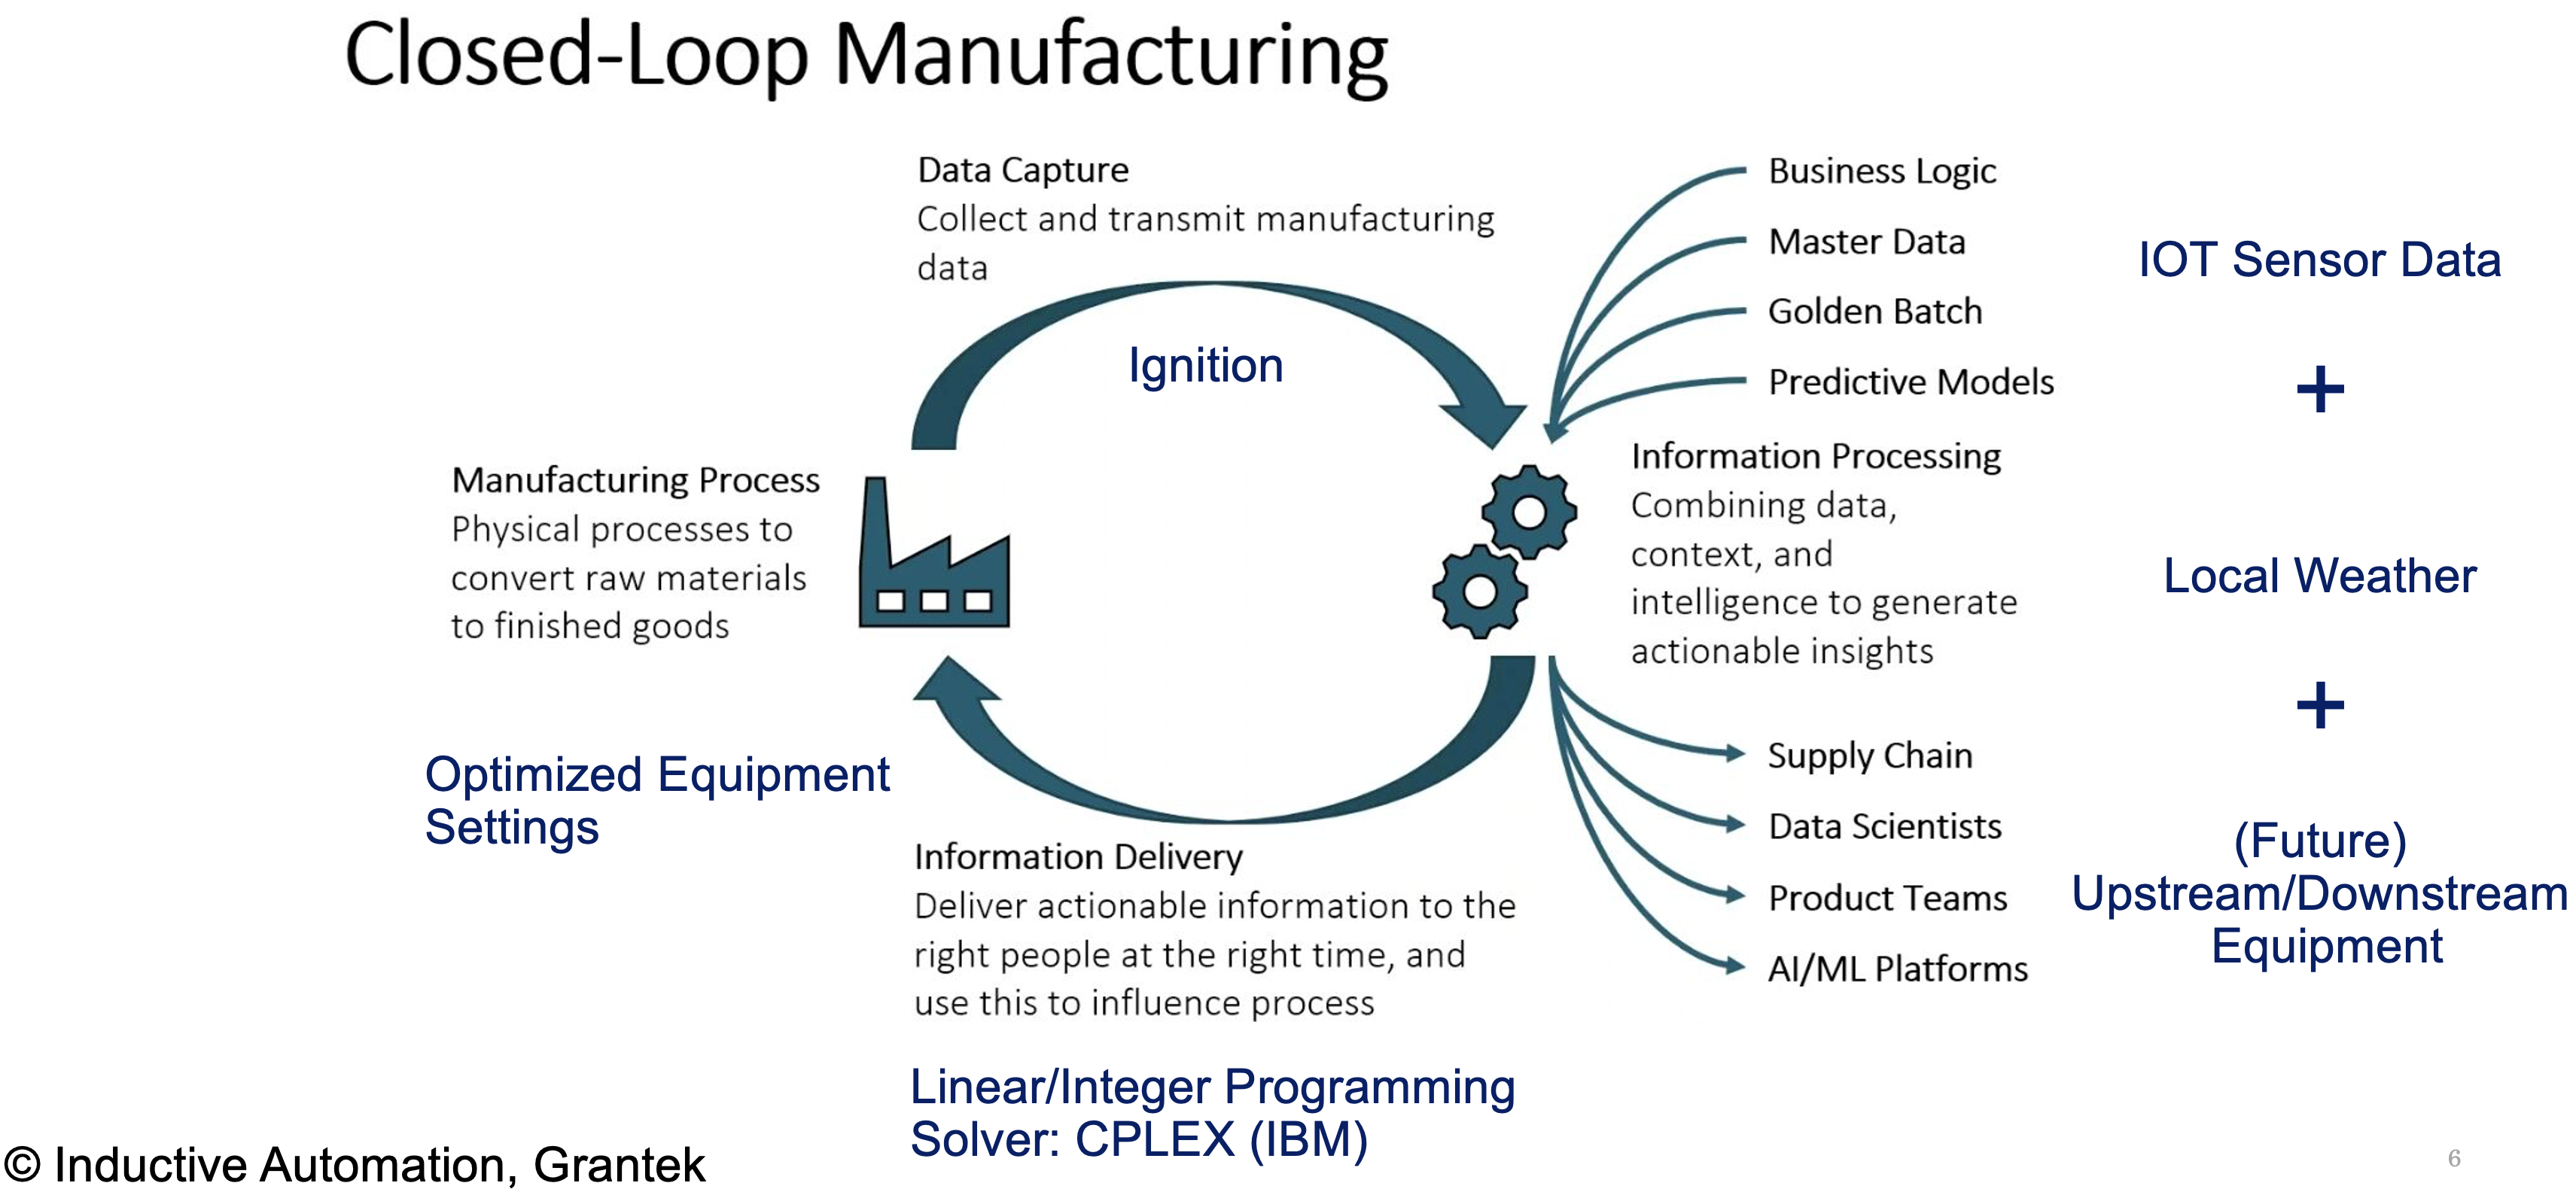 Closed-Loop Manufacturing
Data Capture
Collect and transmit manufacturing
data
Ignition
Business Logic
Master Data
Golden Batch
Predictive Models
IOT Sensor Data
+
Local Weather
+
(Future)
Upstream/Downstream
Equipment
Manufacturing Process
Physical processes to
convert raw materials
to finished goods
Information Processing
Combining data,
context, and
intelligence to generate
actionable insights
Optimized Equipment
Settings
Supply Chain
Data Scientists
Product Teams
AI/ML Platforms
Information Delivery
Deliver actionable information to the
right people at the right time, and
use this to influence process
Linear/Integer Programming
Solver: CPLEX (IBM)
© Inductive Automation, Grantek
6